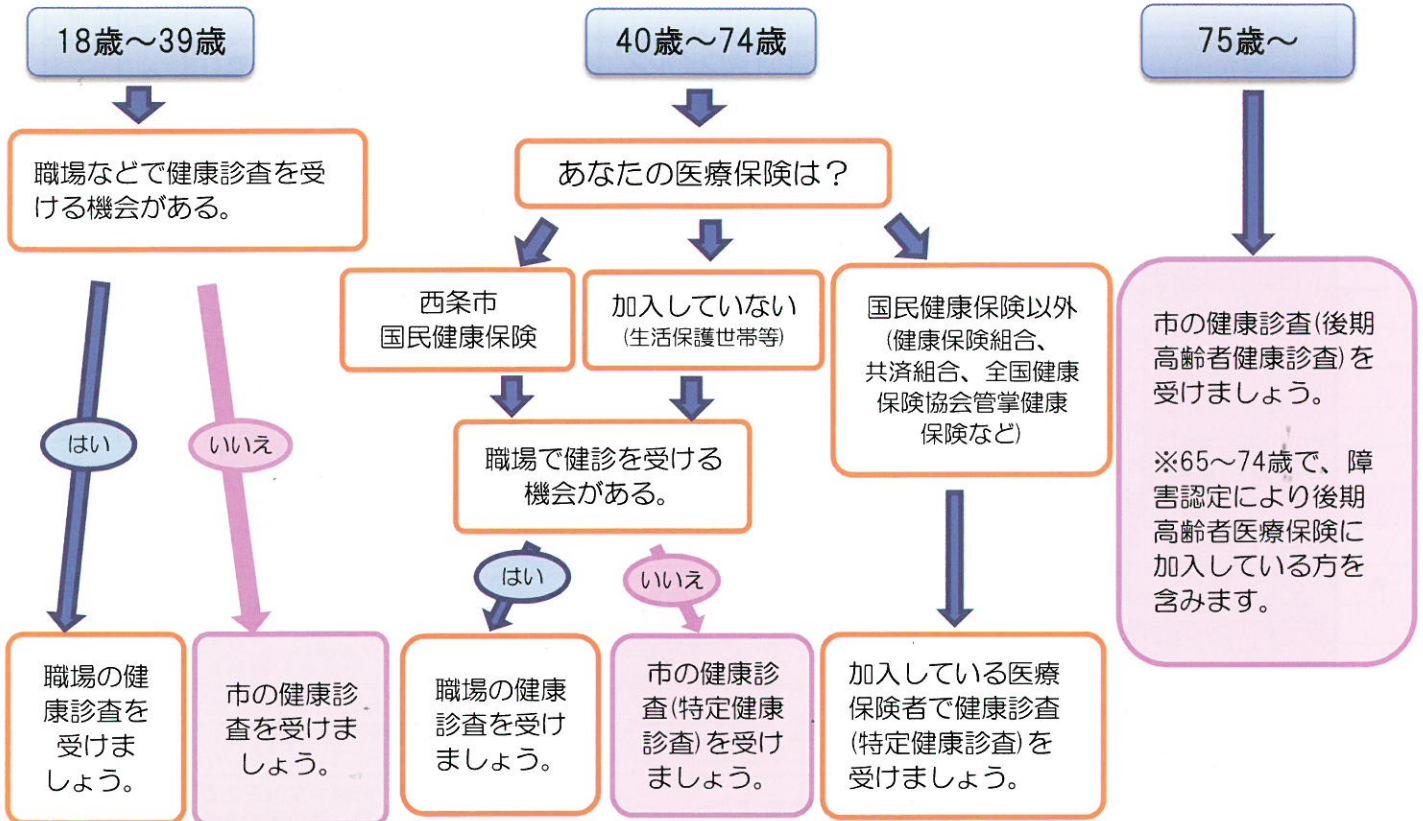 18歳～39歳
職場などで健康診査を受
ける機会がある。
はい
いいえ
職場の健
康診査を
受けま
しょう。
市の健康診
査を受けま
しょう。
40歳～74歳
あなたの医療保険は？
西条市
国民健康保険
加入していない
(生活保護世帯等)
国民健康保険以外
(健康保険組合、
共済組合、全国健康
保険協会管掌健康
保険など)
職場で健診を受ける
機会がある。
はい
いいえ
職場の健康
診査を受け
ましょう。
市の健康診
査(特定健康
診査)を受け
ましょう。
加入している医療
保険者で健康診査
(特定健康診査)を
受けましょう。
75歳～
市の健康診査(後期
高齢者健康診査)を
受けましょう。
※65～74歳で、障
害認定により後期
高齢者医療保険に
加入している方を
含みます。